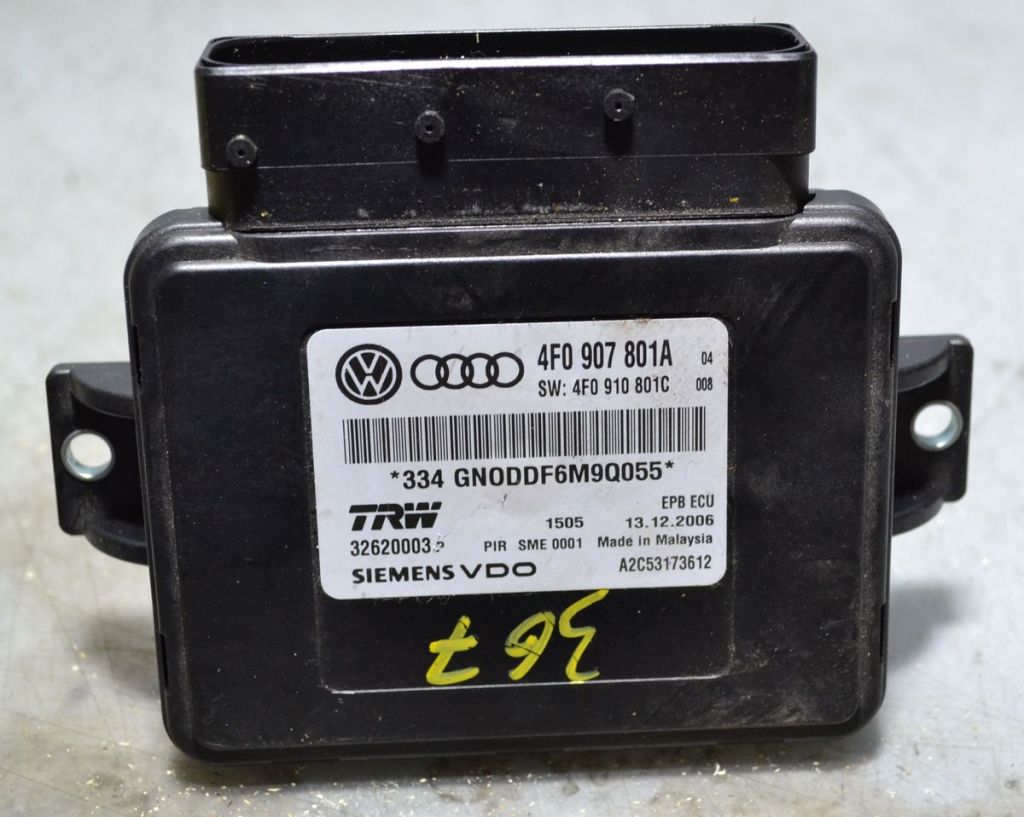 4F0 907 801A 04
SW: 4F0 910 801C 008
*334 GNODDF6M9Q055*
EPB ECU
TRW 1505 13.12.2006
32620003 PIR SME 0001 Made in Malaysia
SIEMENS VDO A2C53173612
367